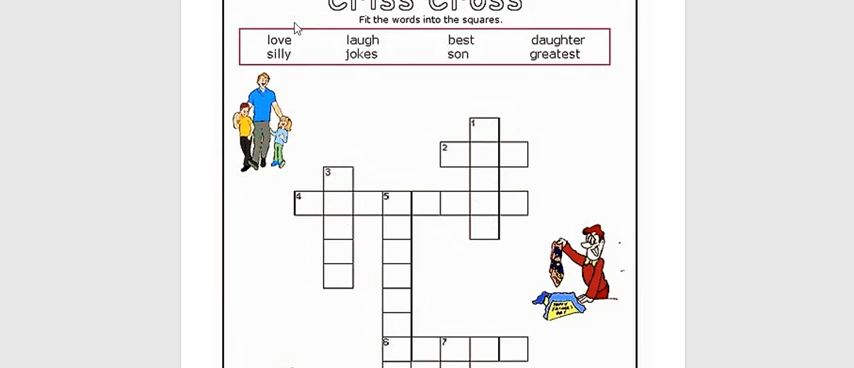 Criss Cross
Fit the words into the squares.
love laugh best daughter
silly jokes son greatest
1
2
3
4 5
6 7